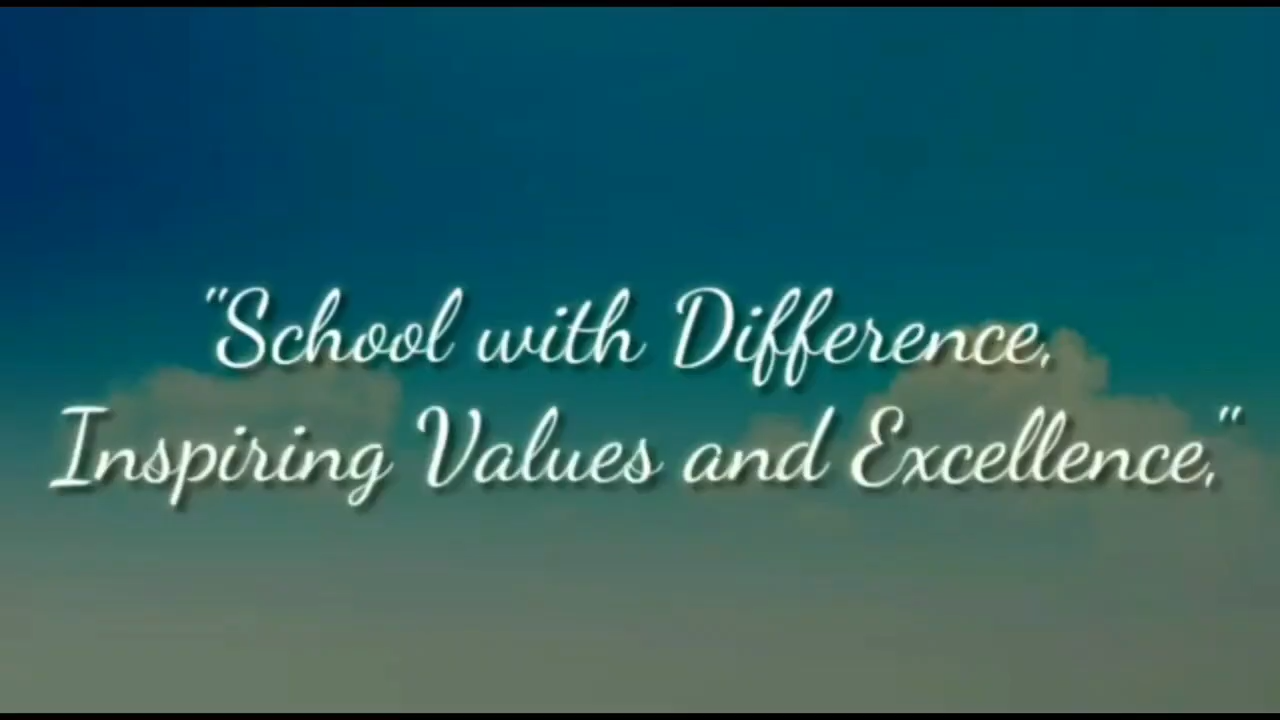 "School with Difference,
Inspiring Values and Excellence,"